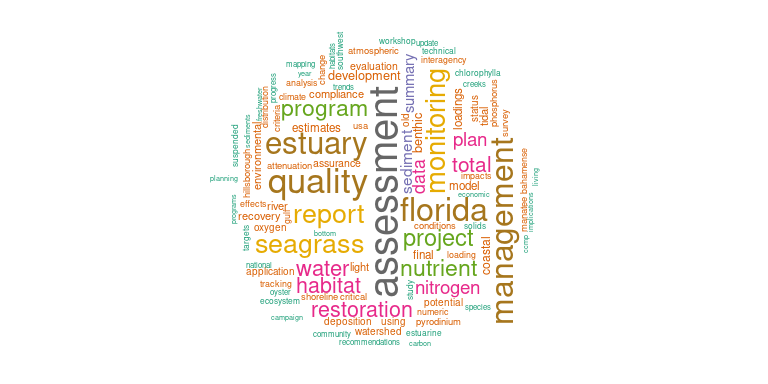 workshop
update
atmospheric
technical
interagency
southwest
habitats
mapping
year
trends
change
evaluation
development
summary
monitoring
chlorophylla
creeks
analysis
progress
climate
compliance
program
distribution
criteria
freshwater
estimates
usa
old
benthic
loadings
status
tidal
phosphorus
survey
suspended
sediments
environmental
hillsborough
estuary
assessment
sediment
data
plan
total
management
attenuation
assurance
impacts
model
economic
planning
quality
florida
manatee
bahamense
living
implications
programs
effects
river
recovery
gulf
oxygen
report
conditions
solids
targets
bottom
seagrass
project
coastal
ccmp
national
application
water
light
final
loading
nutrient
tracking
habitat
study
nitrogen
oyster
ecosystem
shoreline
critical
potential
species
restoration
numeric
campaign
deposition
using
pyrodinium
community
watershed
estuarine
recommendations
carbon